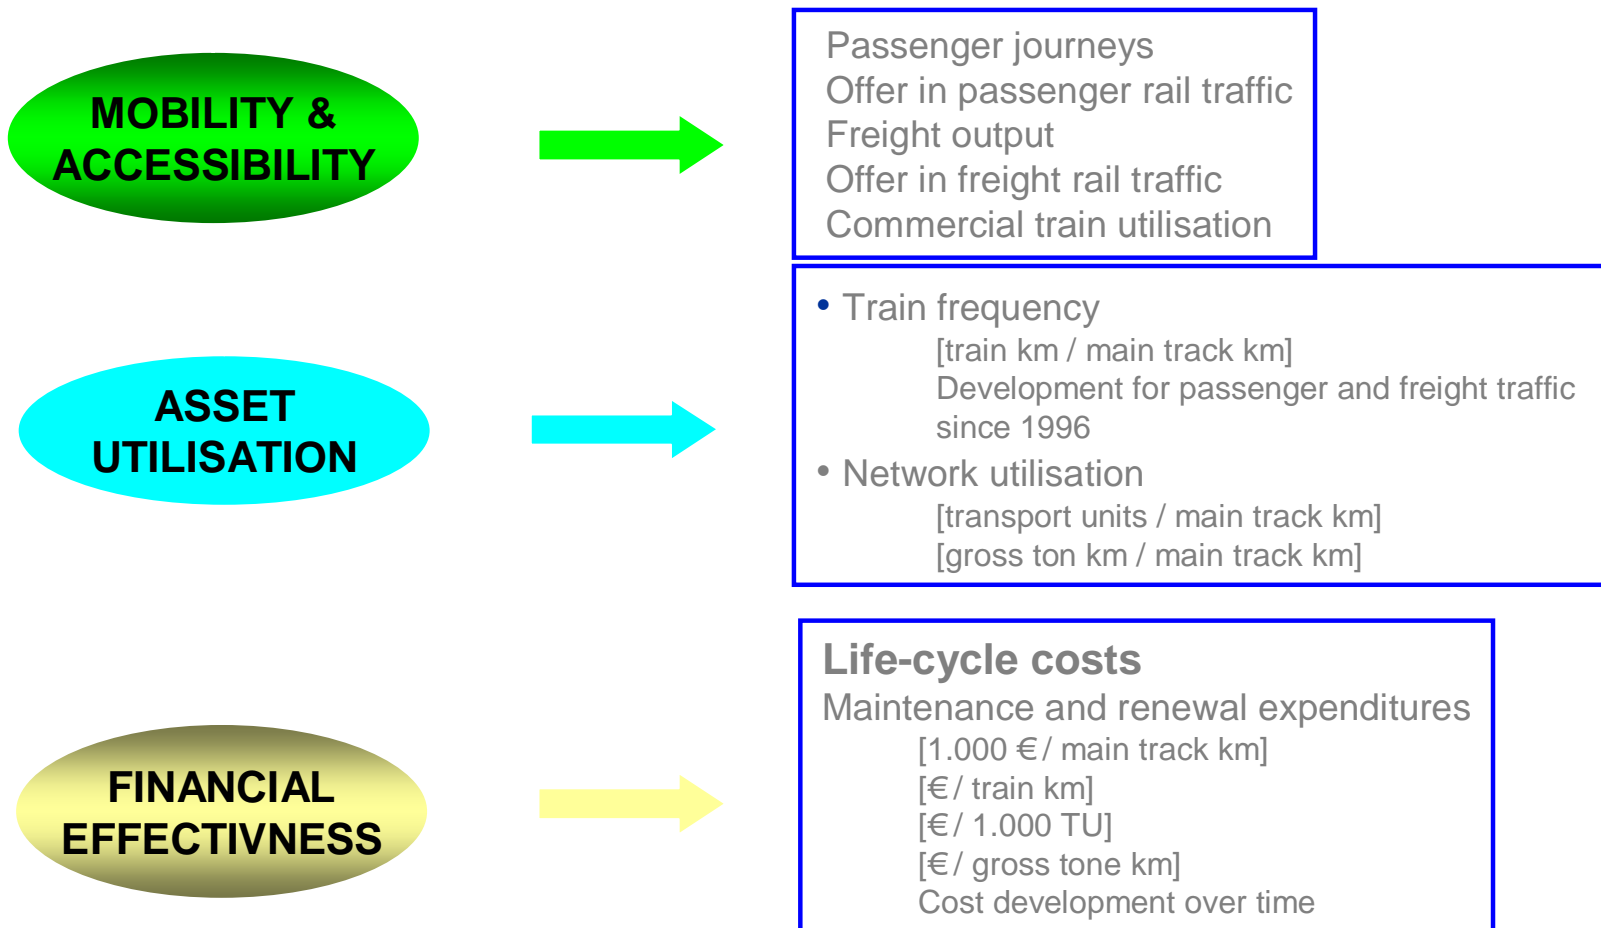 MOBILITY &
ACCESSIBILITY
Passenger journeys
Offer in passenger rail traffic
Freight output
Offer in freight rail traffic
Commercial train utilisation
ASSET
UTILISATION
• Train frequency
[train km / main track km]
Development for passenger and freight traffic
since 1996
• Network utilisation
[transport units / main track km]
[gross ton km / main track km]
FINANCIAL
EFFECTIVNESS
Life-cycle costs
Maintenance and renewal expenditures
[1.000 € / main track km]
[€ / train km]
[€ / 1.000 TU]
[€ / gross tone km]
Cost development over time